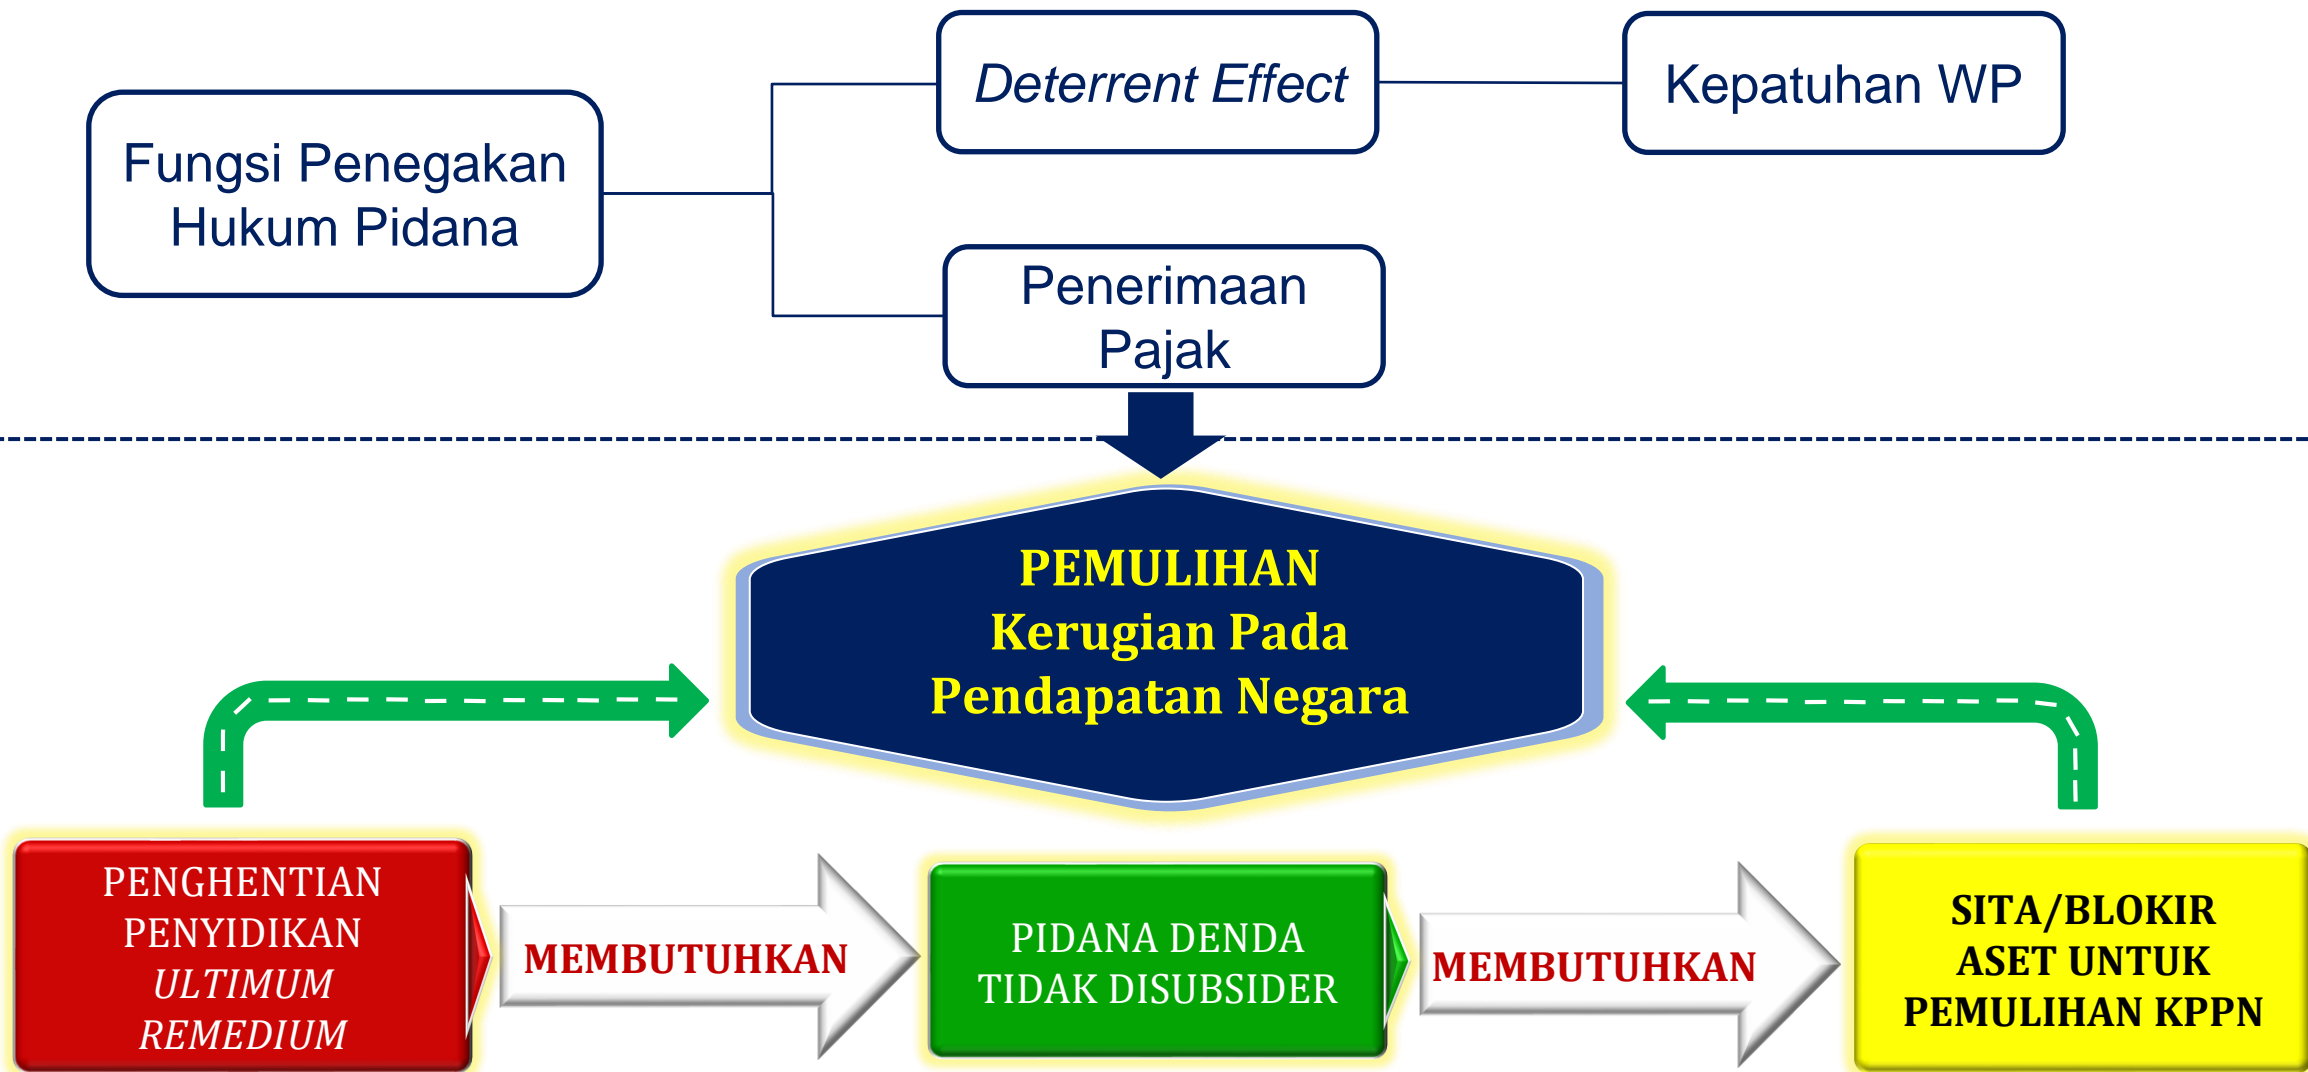 Fungsi Penegakan
Hukum Pidana
Deterrent Effect
Kepatuhan WP
Penerimaan
Pajak
PEMULIHAN
Kerugian Pada
Pendapatan Negara
PENGHENTIAN
PENYIDIKAN
ULTIMUM
REMEDIUM
MEMBUTUHKAN
PIDANA DENDA
TIDAK DISUBSIDER
MEMBUTUHKAN
SITA/BLOKIR
ASET UNTUK
PEMULIHAN KPPN